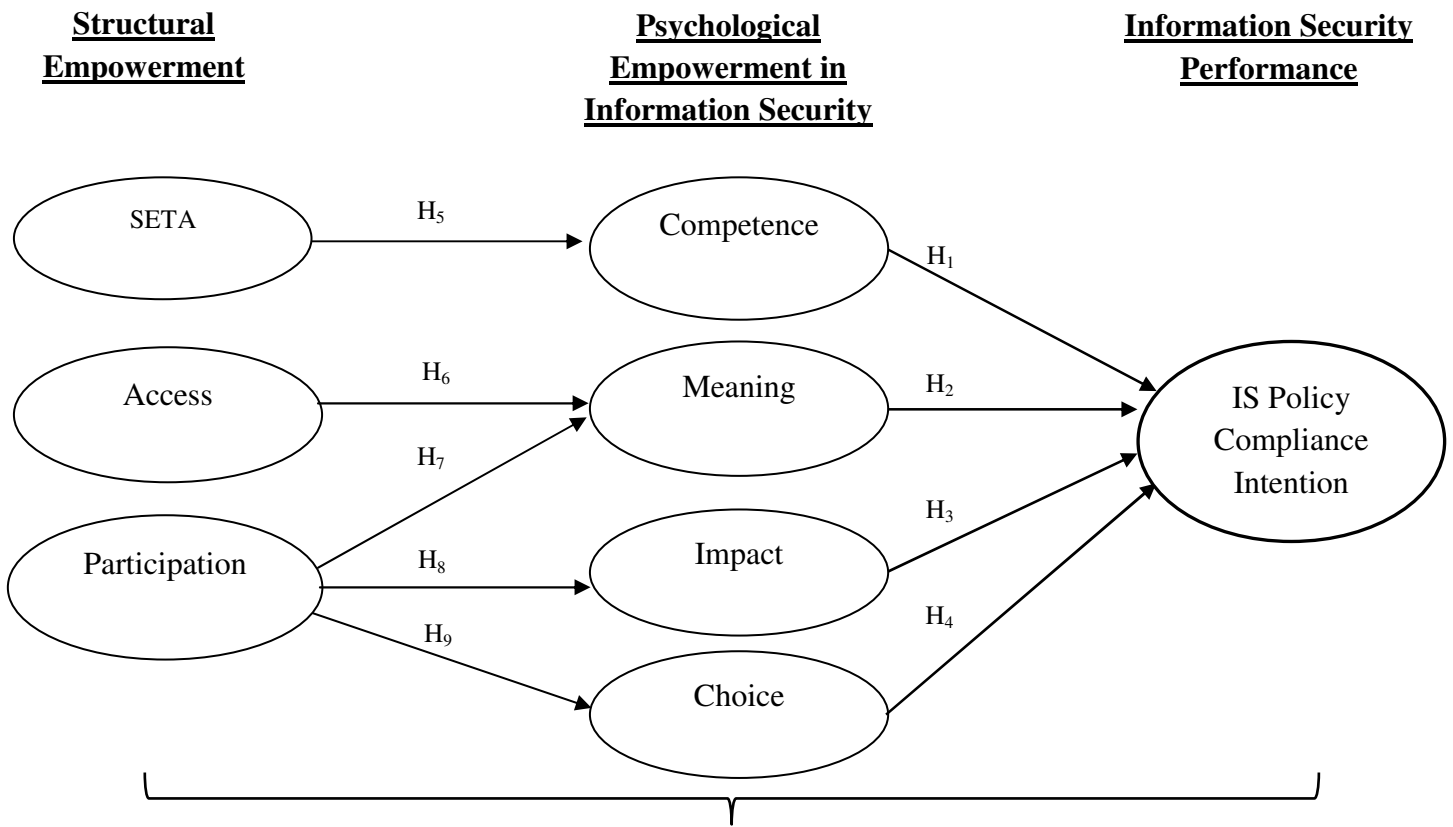 Structural
Empowerment
Psychological
Empowerment in
Information Security
Information Security
Performance
SETA
H₅
Competence
H₁
Access
H₆
Meaning
H₂
IS Policy
Compliance
Intention
H₇
Participation
H₈
Impact
H₃
H₉
Choice
H₄